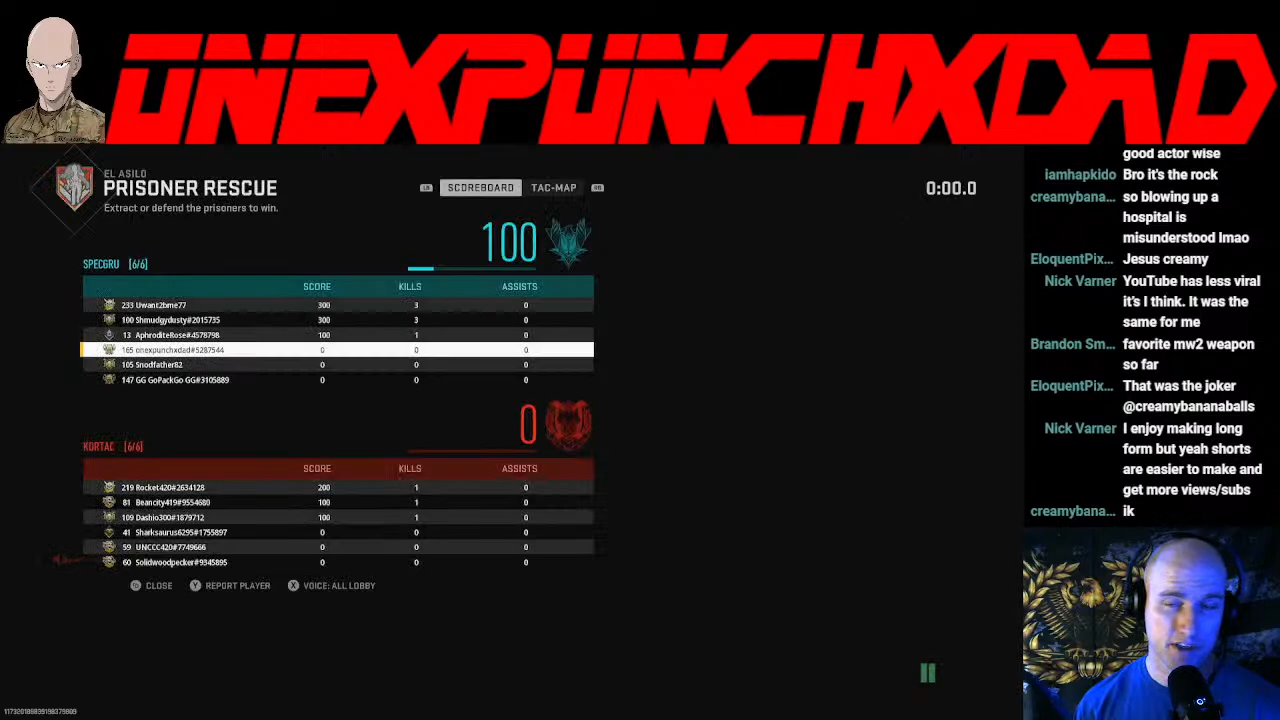 ONEXPUNCHXDAD
EL ASILO
PRISONER RESCUE
Extract or defend the prisoners to win.
LB SCOREBOARD TAC-MAP RB
0:00.0
100
SPECGRU [6/6]
SCORE KILLS ASSISTS
233 Uwant2bme77 300 3 0
100 Shmudgydusty#2015735 300 3 0
13 AphroditeRose#4578798 100 1 0
165 onexpunchxdad#5287544 0 0 0
105 Snodfather82 0 0 0
147 GG GoPackGo GG#3105889 0 0 0
0
KORTAC [6/6]
SCORE KILLS ASSISTS
219 Rocket420#2634128 200 1 0
81 Beancity419#9554680 100 1 0
109 Dashio300#1879712 100 1 0
41 Sharksaurus6295#1755897 0 0 0
59 UNCCC420#7749666 0 0 0
60 Solidwoodpecker#9345895 0 0 0
CLOSE Y REPORT PLAYER X VOICE: ALL LOBBY
good actor wise
iamhapkido Bro it's the rock
creamybana... so blowing up a
hospital is
misunderstood lmao
EloquentPix... Jesus creamy
Nick Varner YouTube has less viral
it's I think. It was the
same for me
Brandon Sm... favorite mw2 weapon
so far
EloquentPix... That was the joker
@creamybananaballs
Nick Varner I enjoy making long
form but yeah shorts
are easier to make and
get more views/subs
creamybana... ik